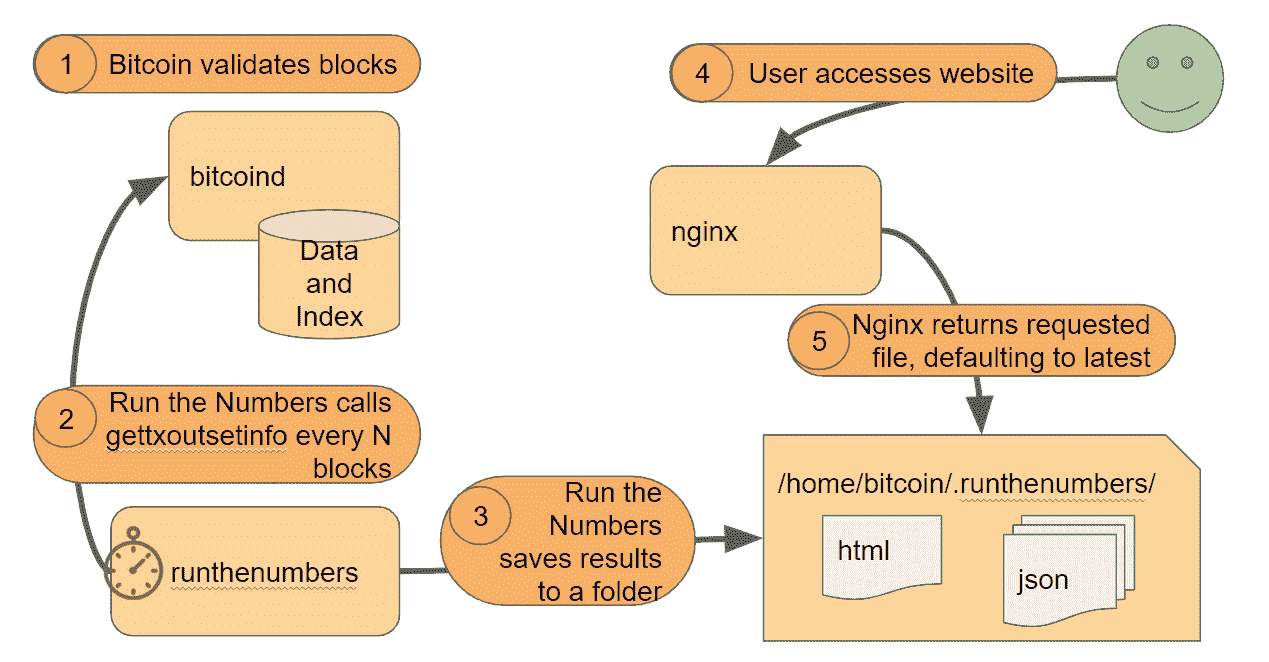 1 Bitcoin validates blocks
bitcoind
Data
and
Index
2 Run the Numbers calls
gettxoutsetinfo every N
blocks
runthenumbers
3 Run the
Numbers
saves results
to a folder
4 User accesses website
nginx
5 Nginx returns requested
file, defaulting to latest
/home/bitcoin/.runthenumbers/
html
json